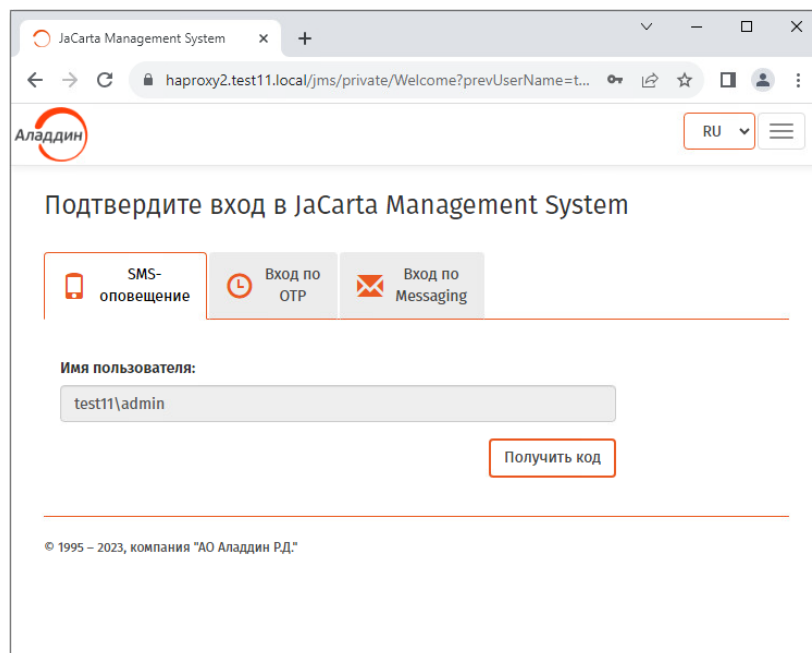 JaCarta Management System
haproxy2.test11.local/jms/private/Welcome?prevUserName=t...
Аладдин
RU
Подтвердите вход в JaCarta Management System
SMS-
оповещение
Вход по
OTP
Вход по
Messaging
Имя пользователя:
test11\admin
Получить код
© 1995 – 2023, компания "АО Аладдин Р.Д."